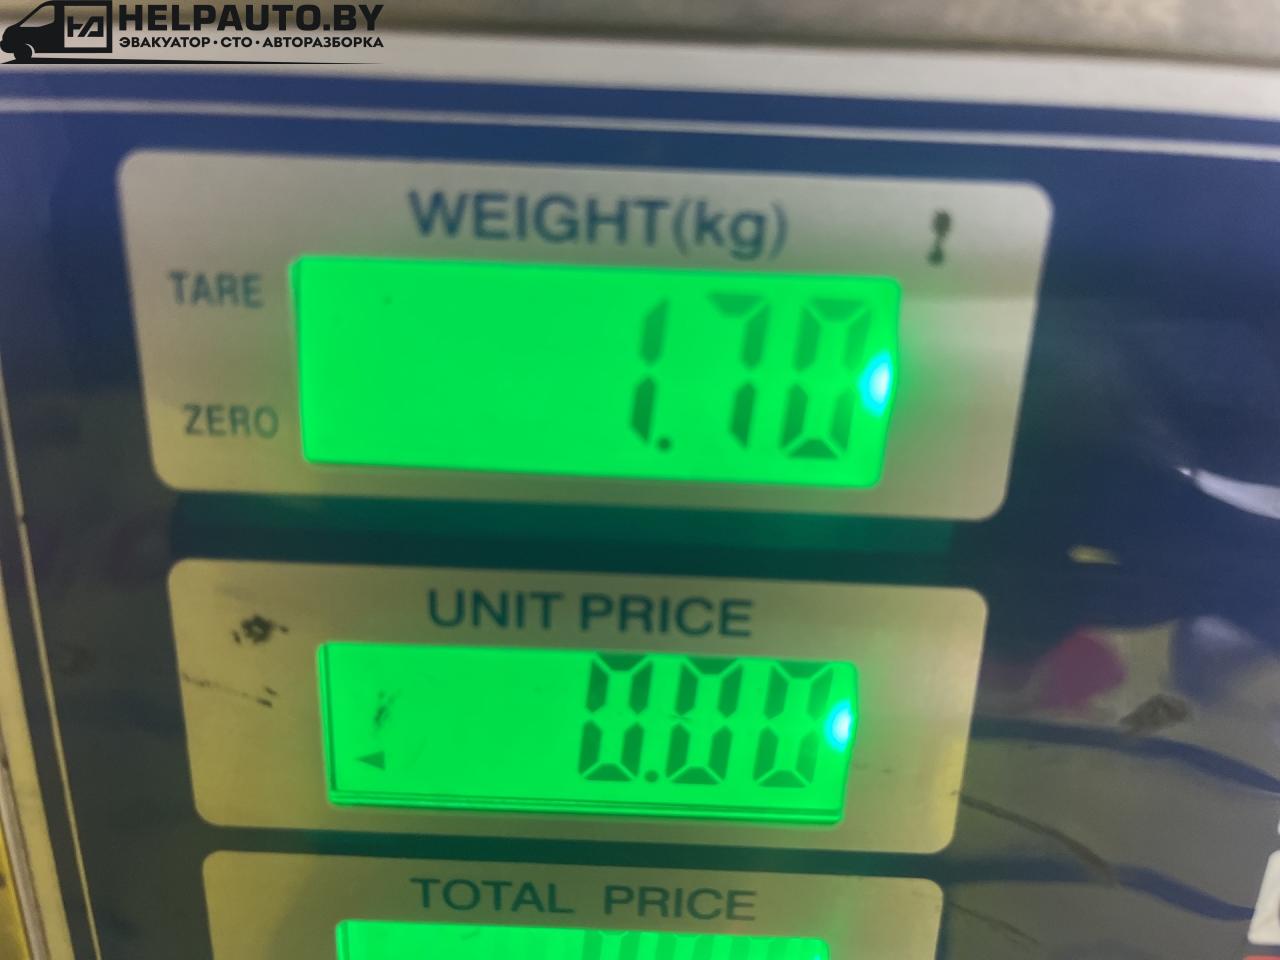 HELPAUTO.BY
ЭВАКУАТОР•СТО•АВТОРАЗБОРКА
WEIGHT(kg)
TARE
1.70
ZERO
UNIT PRICE
0.00
TOTAL PRICE